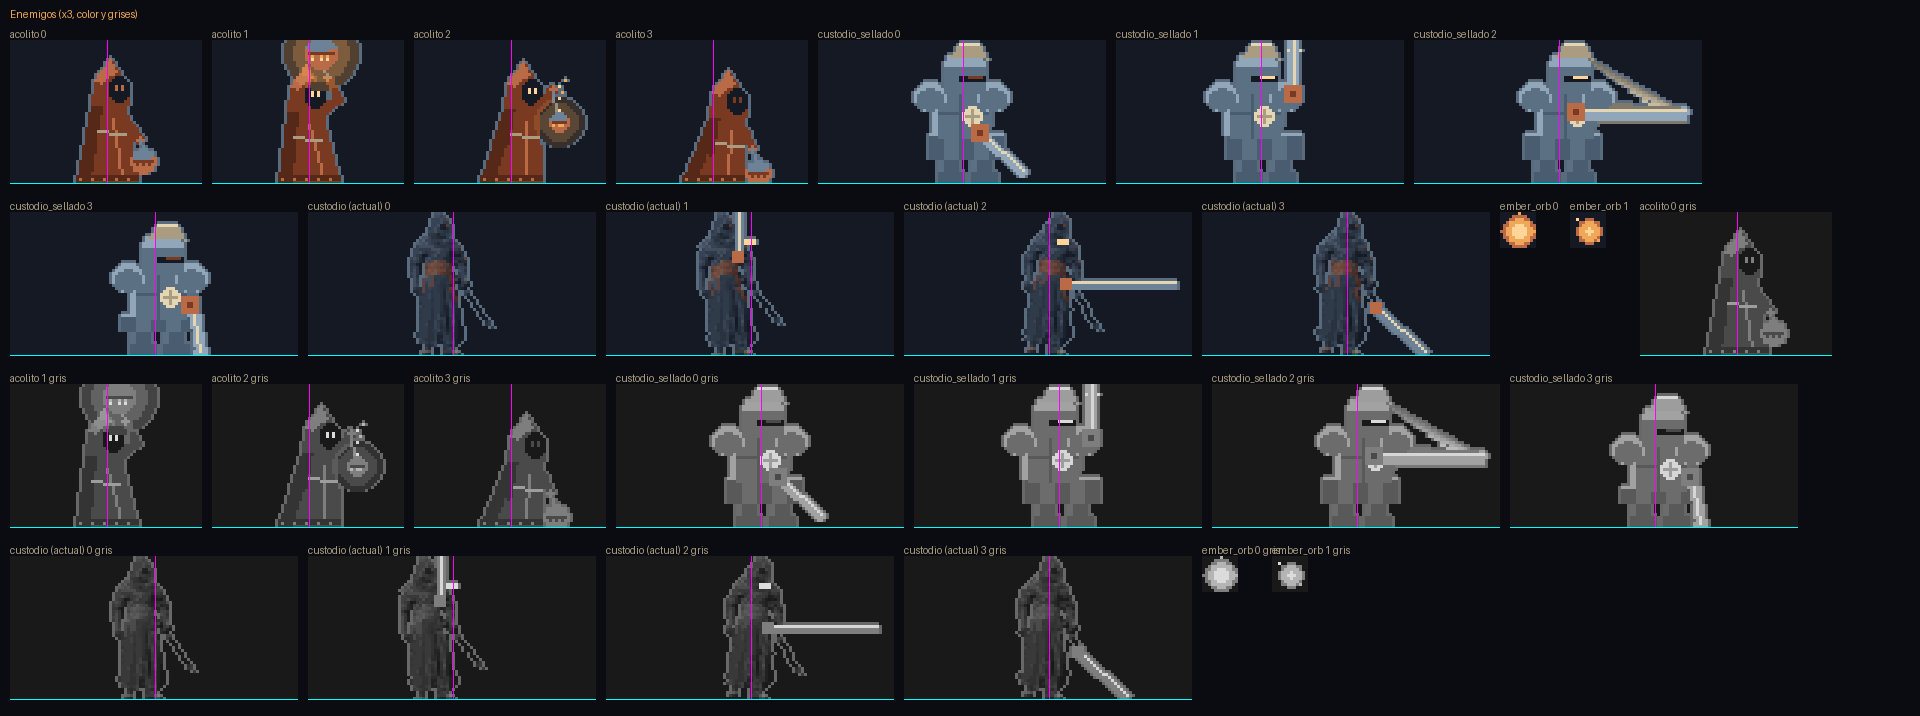 Enemigos (x3, color y grises)
acolito 0
acolito 1
acolito 2
acolito 3
custodio_sellado 0
custodio_sellado 1
custodio_sellado 2
custodio_sellado 3
custodio (actual) 0
custodio (actual) 1
custodio (actual) 2
custodio (actual) 3
ember_orb 0
ember_orb 1
acolito 0 gris
acolito 1 gris
acolito 2 gris
acolito 3 gris
custodio_sellado 0 gris
custodio_sellado 1 gris
custodio_sellado 2 gris
custodio_sellado 3 gris
custodio (actual) 0 gris
custodio (actual) 1 gris
custodio (actual) 2 gris
custodio (actual) 3 gris
ember_orb 0 gris
ember_orb 1 gris